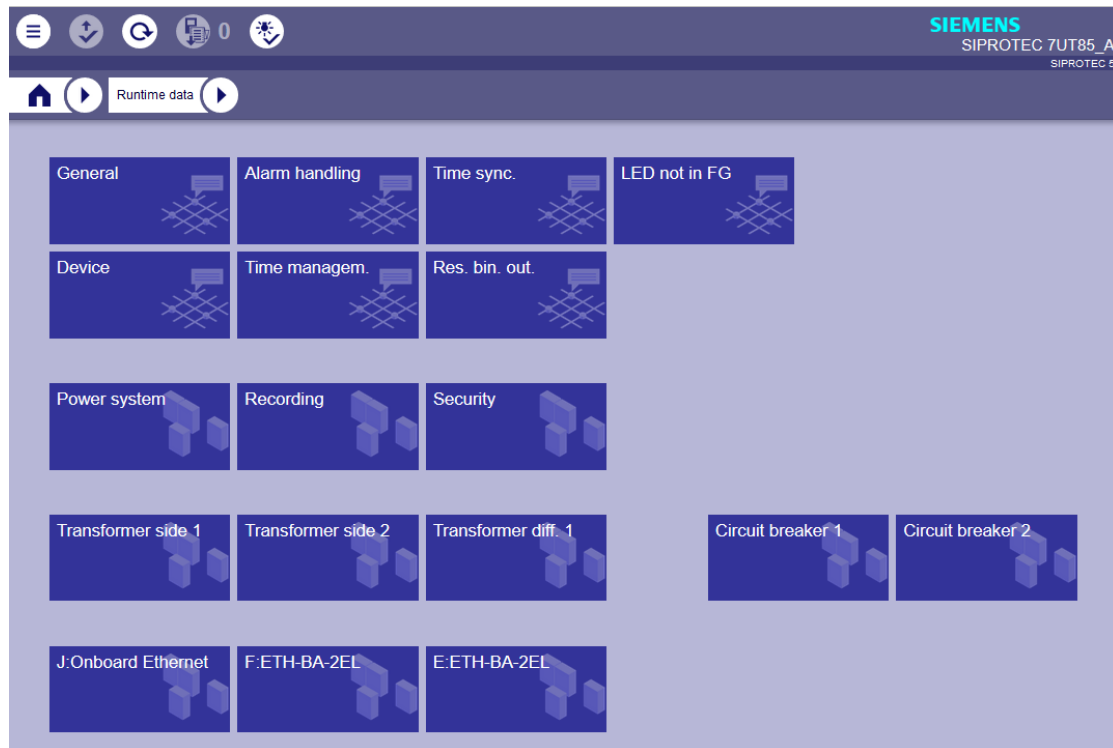 0
SIEMENS
SIPROTEC 7UT85_A
SIPROTEC 5
Runtime data
General
Alarm handling
Time sync.
LED not in FG
Device
Time managem.
Res. bin. out.
Power system
Recording
Security
Transformer side 1
Transformer side 2
Transformer diff. 1
Circuit breaker 1
Circuit breaker 2
J:Onboard Ethernet
F:ETH-BA-2EL
E:ETH-BA-2EL